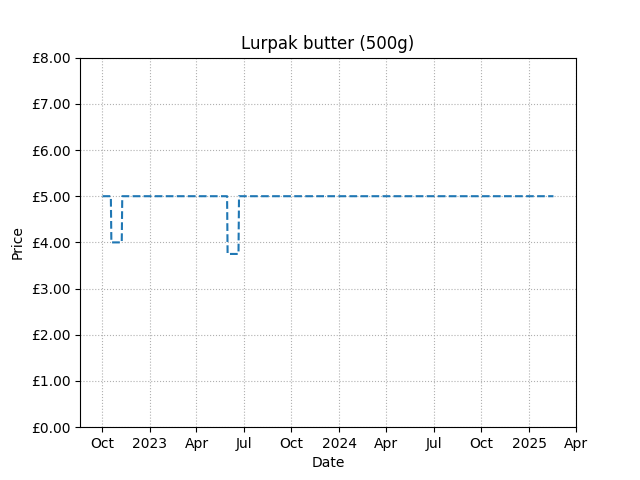 Lurpak butter (500g)
£8.00
£7.00
£6.00
£5.00
£4.00
£3.00
£2.00
£1.00
£0.00
Price
Oct 2023 Apr Jul Oct 2024 Apr Jul Oct 2025 Apr
Date